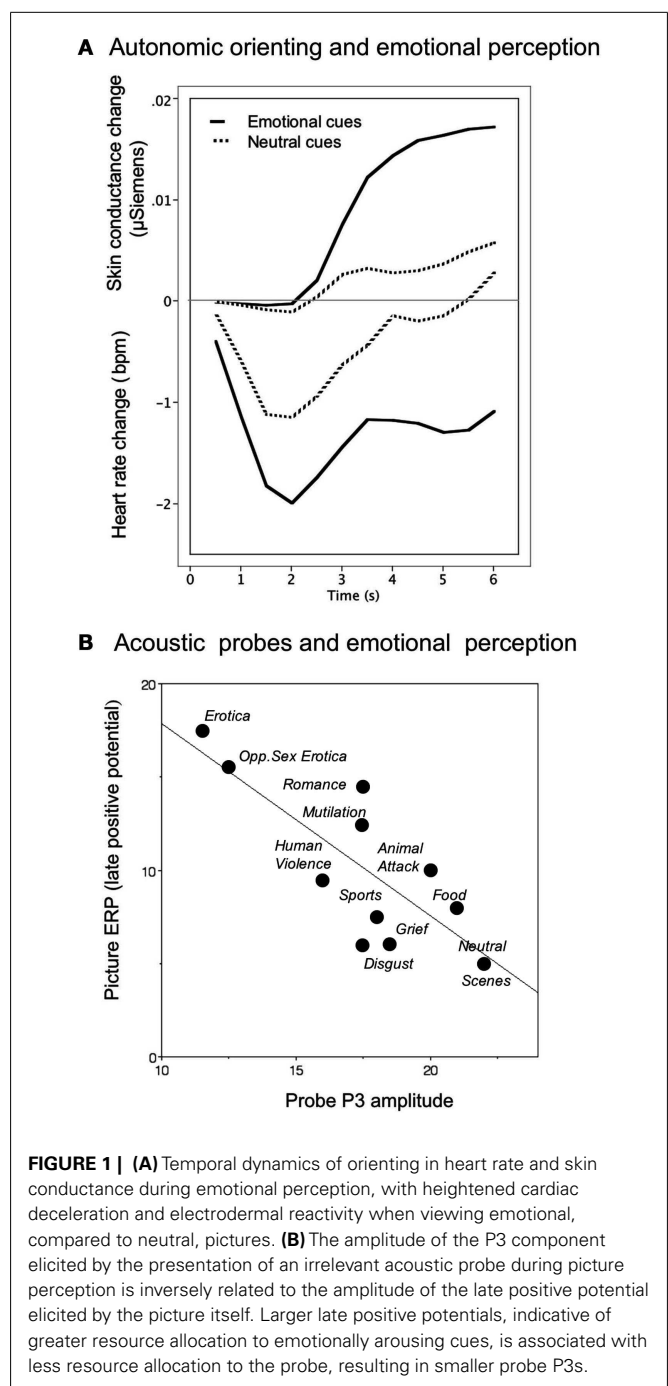 A Autonomic orienting and emotional perception
Skin conductance change
(μSiemens)
Heart rate change (bpm)
.02
.01
0
-1
-2
Emotional cues
Neutral cues
0 1 2 3 4 5 6
Time (s)
B Acoustic probes and emotional perception
Picture ERP (late positive potential)
20
10
0
Erotica
Opp.Sex Erotica
Romance
Mutilation
Human
Violence
Animal
Attack
Sports
Food
Grief
Disgust
Neutral
Scenes
10 15 20
Probe P3 amplitude
FIGURE 1 | (A) Temporal dynamics of orienting in heart rate and skin
conductance during emotional perception, with heightened cardiac
deceleration and electrodermal reactivity when viewing emotional,
compared to neutral, pictures. (B) The amplitude of the P3 component
elicited by the presentation of an irrelevant acoustic probe during picture
perception is inversely related to the amplitude of the late positive potential
elicited by the picture itself. Larger late positive potentials, indicative of
greater resource allocation to emotionally arousing cues, is associated with
less resource allocation to the probe, resulting in smaller probe P3s.